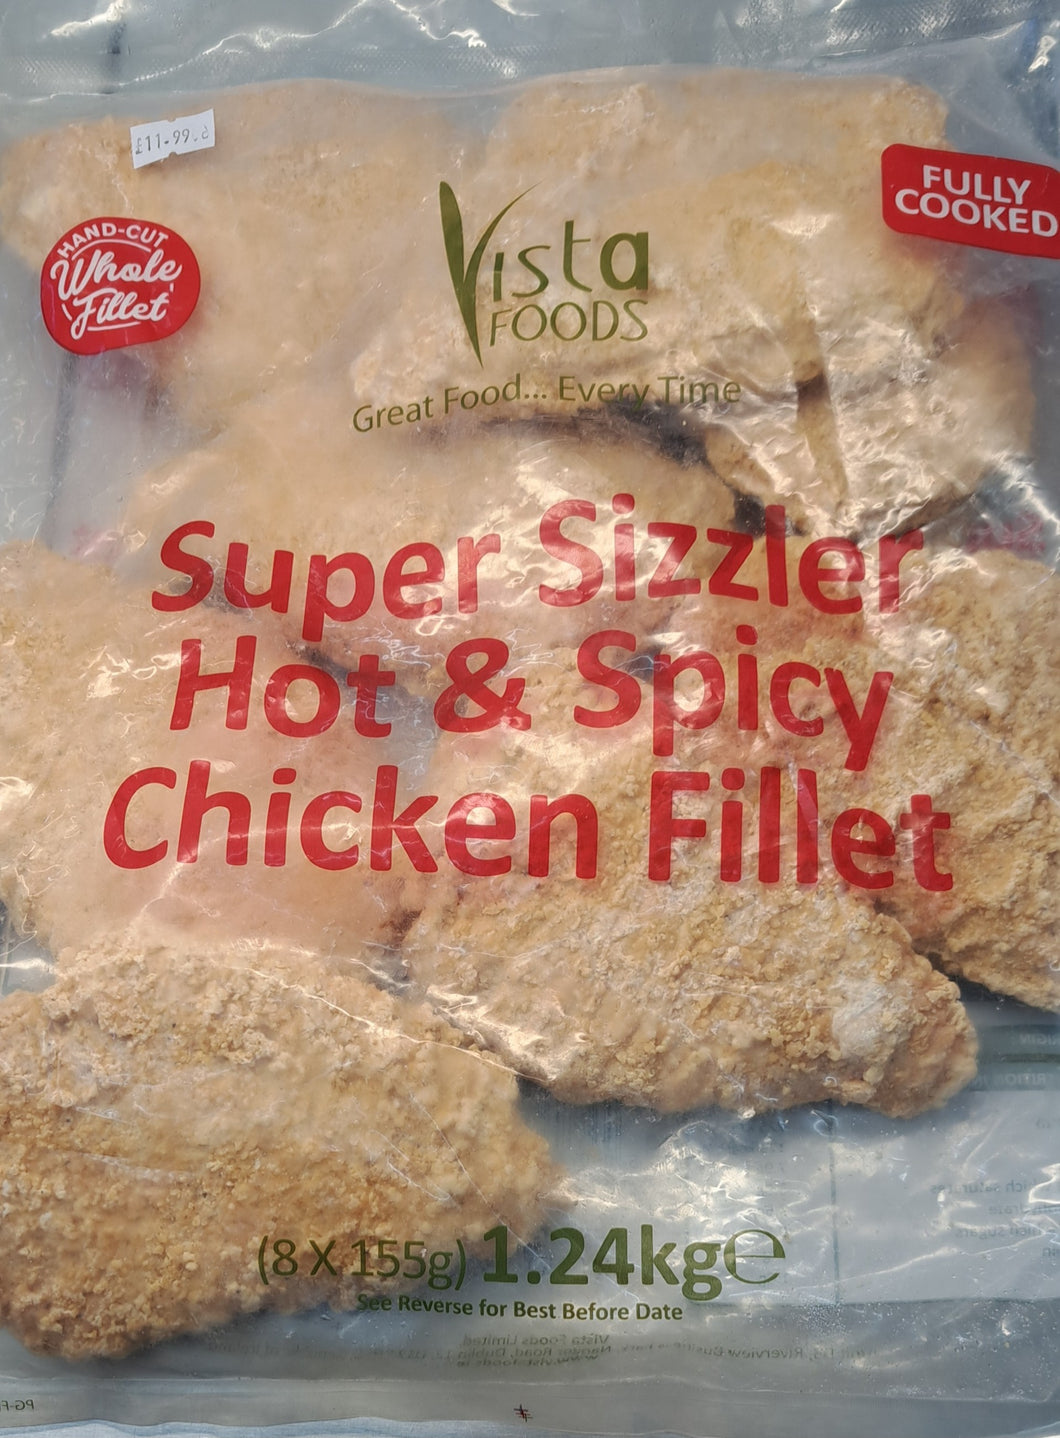 £11.99
HAND-CUT
Whole
Fillet
FULLY
COOKED
Vista
FOODS
Great Food... Every Time
Super Sizzler
Hot & Spicy
Chicken Fillet
(8 X 155g) 1.24kg℮
See Reverse for Best Before Date
Vista Foods Limited